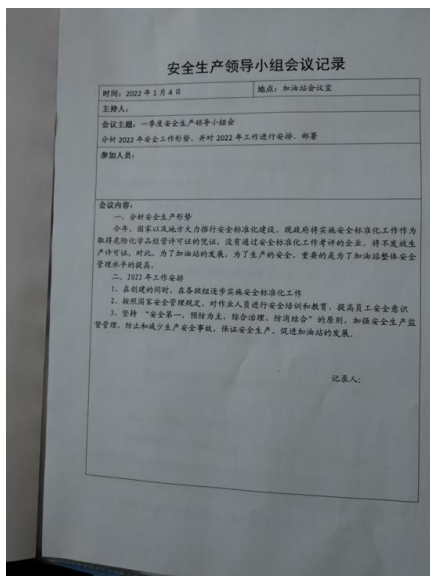 安全生产领导小组会议记录
时间：2022 年 1 月 4 日 地点：加油站会议室
主持人：
会议主题：一季度安全生产领导小组会
分析 2022 年安全工作形势，并对 2022 年工作进行安排、部署
参加人员：
会议内容：
一、分析安全生产形势
今年，国家以及地方大力推行安全标准化建设，现政府将实施安全标准化工作作为
取得危险化学品经营许可证的凭证，没有通过安全标准化工作考评的企业，将不发放生
产许可证，对此，为了加油站的发展，为了生产的安全，重要的是为了加油站整体安全
管理水平的提高。
二、2022 年工作安排
1、在创建的同时，在各班组逐步实施安全标准化工作
2、按照国家安全管理规定，对作业人员进行安全培训和教育，提高员工安全意识
3、坚持“安全第一，预防为主，综合治理，防消结合”的原则，加强安全生产监
督管理，防止和减少生产安全事故，保证安全生产，促进加油站的发展。
记录人：